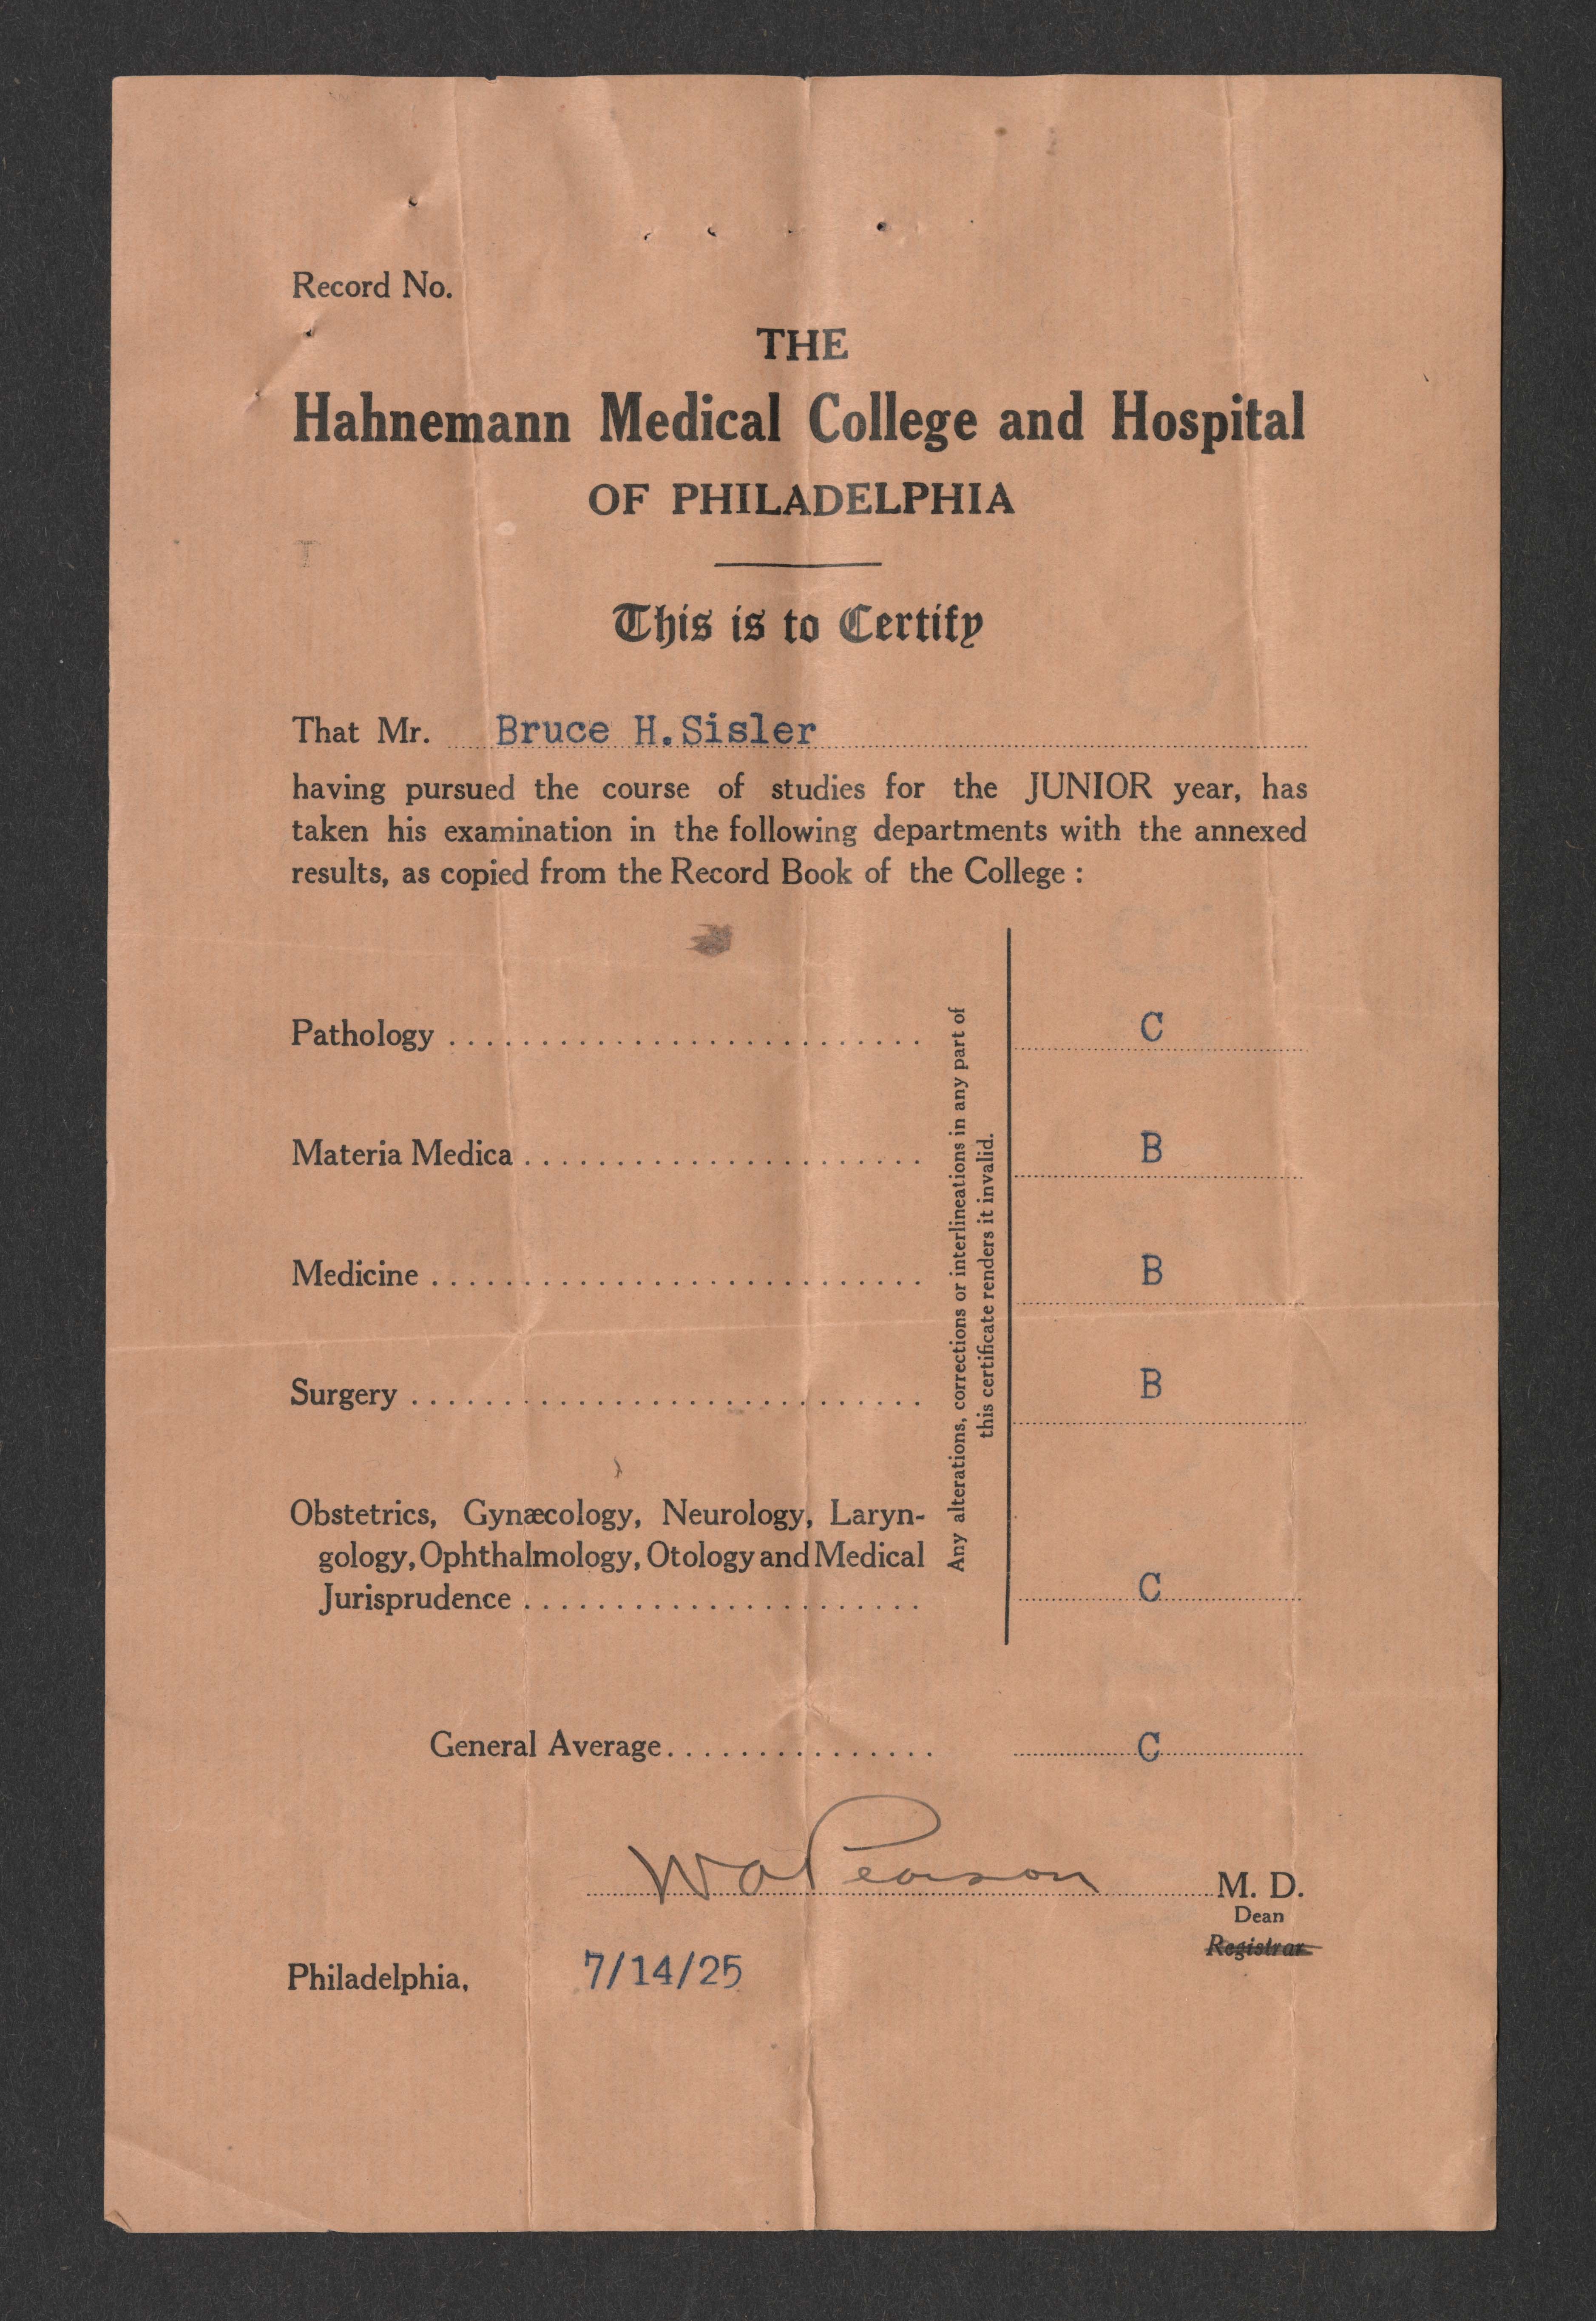 Record No.
THE
Hahnemann Medical College and Hospital
OF PHILADELPHIA
This is to Certify
That Mr. Bruce H.Sisler
having pursued the course of studies for the JUNIOR year, has
taken his examination in the following departments with the annexed
results, as copied from the Record Book of the College :
Pathology . . . . . . . . . . . . . . . . . . . . . . . . . . C
Materia Medica . . . . . . . . . . . . . . . . . . . . . . B
Medicine . . . . . . . . . . . . . . . . . . . . . . . . . . . B
Surgery . . . . . . . . . . . . . . . . . . . . . . . . . . . . B
Obstetrics, Gynæcology, Neurology, Laryn-
gology, Ophthalmology, Otology and Medical
Jurisprudence . . . . . . . . . . . . . . . . . . . . . . C
Any alterations, corrections or interlineations in any part of
this certificate renders it invalid.
General Average. . . . . . . . . . . . . . . C
W A Pearson M. D.
Dean
Registrar
Philadelphia, 7/14/25